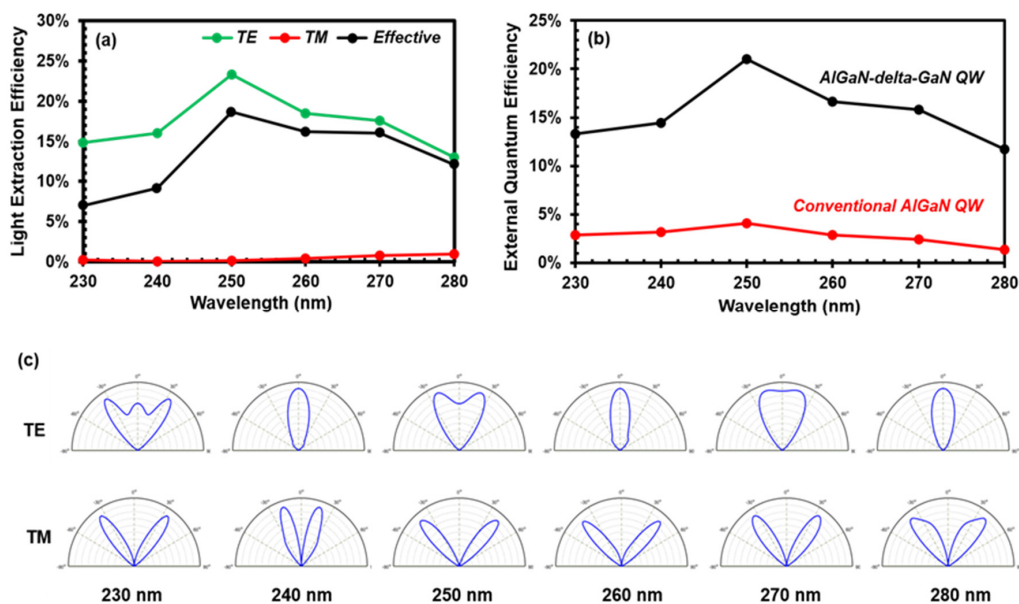 (a)
TE TM Effective
Light Extraction Efficiency
30%
25%
20%
15%
10%
5%
0%
230 240 250 260 270 280
Wavelength (nm)
(b)
External Quantum Efficiency
25%
20%
15%
10%
5%
0%
AlGaN-delta-GaN QW
Conventional AlGaN QW
230 240 250 260 270 280
Wavelength (nm)
(c)
TE
TM
230 nm 240 nm 250 nm 260 nm 270 nm 280 nm